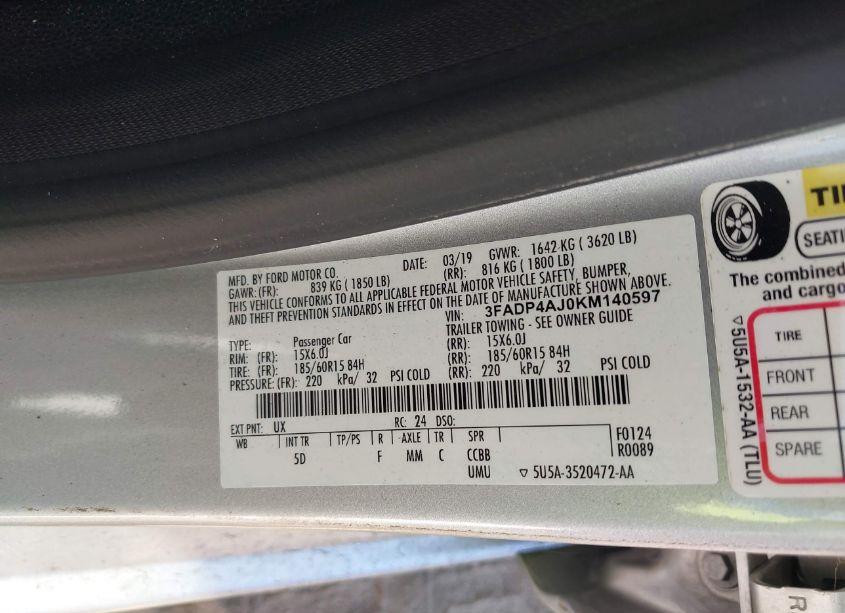 MFD. BY FORD MOTOR CO. DATE: 03/19 GVWR: 1642 KG ( 3620 LB)
GAWR: (FR): 839 KG ( 1850 LB) (RR): 816 KG ( 1800 LB)
THIS VEHICLE CONFORMS TO ALL APPLICABLE FEDERAL MOTOR VEHICLE SAFETY, BUMPER,
AND THEFT PREVENTION STANDARDS IN EFFECT ON THE DATE OF MANUFACTURE SHOWN ABOVE.
VIN: 3FADP4AJ0KM140597
TYPE: Passenger Car TRAILER TOWING - SEE OWNER GUIDE
RIM: (FR): 15X6.0J (RR): 15X6.0J
TIRE: (FR): 185/60R15 84H (RR): 185/60R15 84H
PRESSURE: (FR): 220 kPa/ 32 PSI COLD (RR): 220 kPa/ 32 PSI COLD
EXT PNT: UX RC: 24 DSO:
WB INT TR TP/PS R AXLE TR SPR F0124
5D F MM C CCBB R0089
UMU ▽ 5U5A-3520472-AA
SEATI
The combined
and cargo
TIRE
FRONT
REAR
SPARE
▽5U5A-1532-AA (TLU)
R